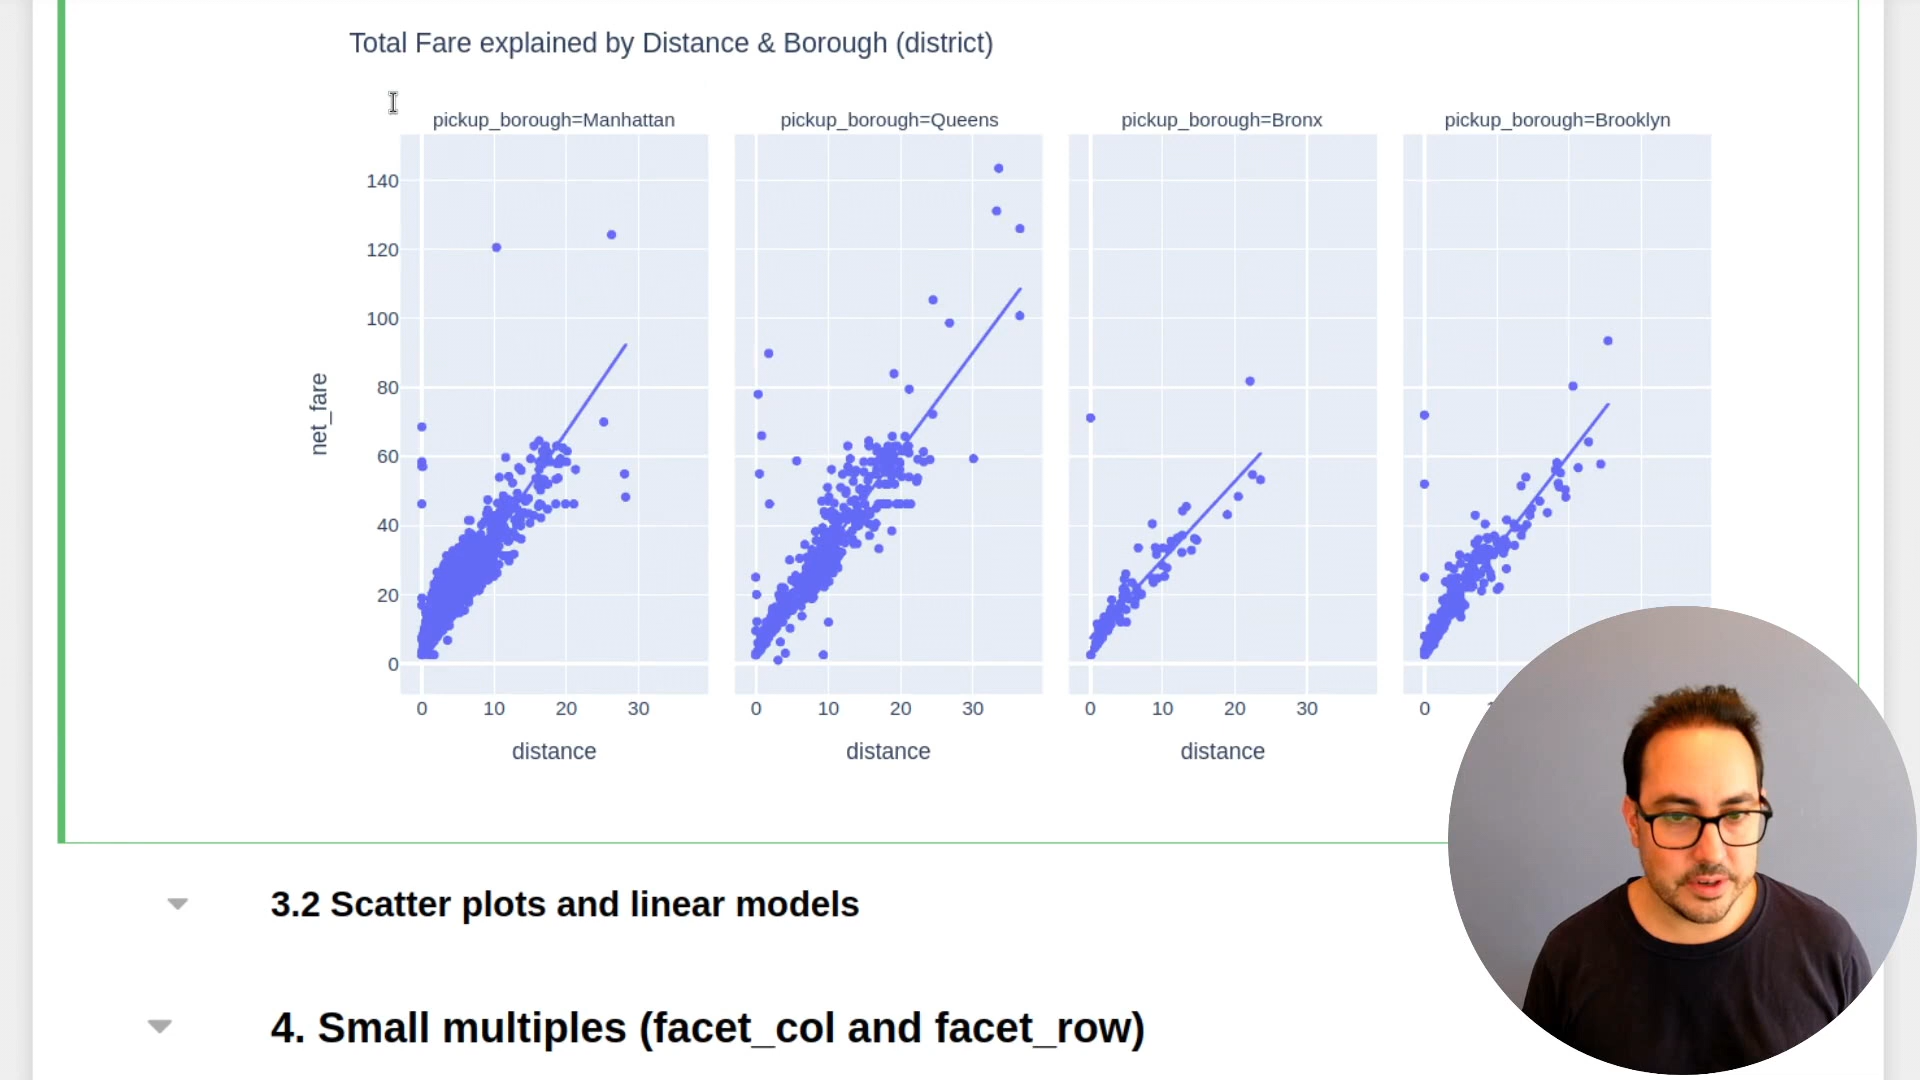 Total Fare explained by Distance & Borough (district)
pickup_borough=Manhattan pickup_borough=Queens pickup_borough=Bronx pickup_borough=Brooklyn
140
120
100
80
60
40
20
0
net_fare
0 10 20 30 0 10 20 30 0 10 20 30 0
distance distance distance
3.2 Scatter plots and linear models
4. Small multiples (facet_col and facet_row)